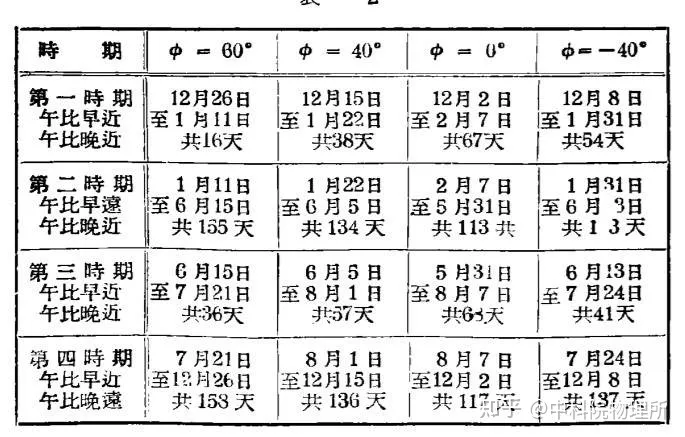 表 2
時 期 φ = 60° φ = 40° φ = 0° φ = -40°
第一時期 12月26日 12月15日 12月2日 12月8日
午比早近 至1月11日 至1月22日 至2月7日 至1月31日
午比晚近 共16天 共38天 共67天 共54天
第二時期 1月11日 1月22日 2月7日 1月31日
午比早遠 至6月15日 至6月5日 至5月31日 至6月 3日
午比晚近 共155天 共134天 共113共 共1 3天
第三時期 6月15日 6月5日 5月31日 6月13日
午比早近 至7月21日 至8月1日 至8月7日 至7月24日
午比晚近 共36天 共57天 共68天 共41天
第四時期 7月21日 8月1日 8月7日 7月24日
午比早近 至12月26日 至12月15日 至12月2日 至12月8日
午比晚遠 共158天 共136天 共117天 共137天
知乎 @中科院物理所